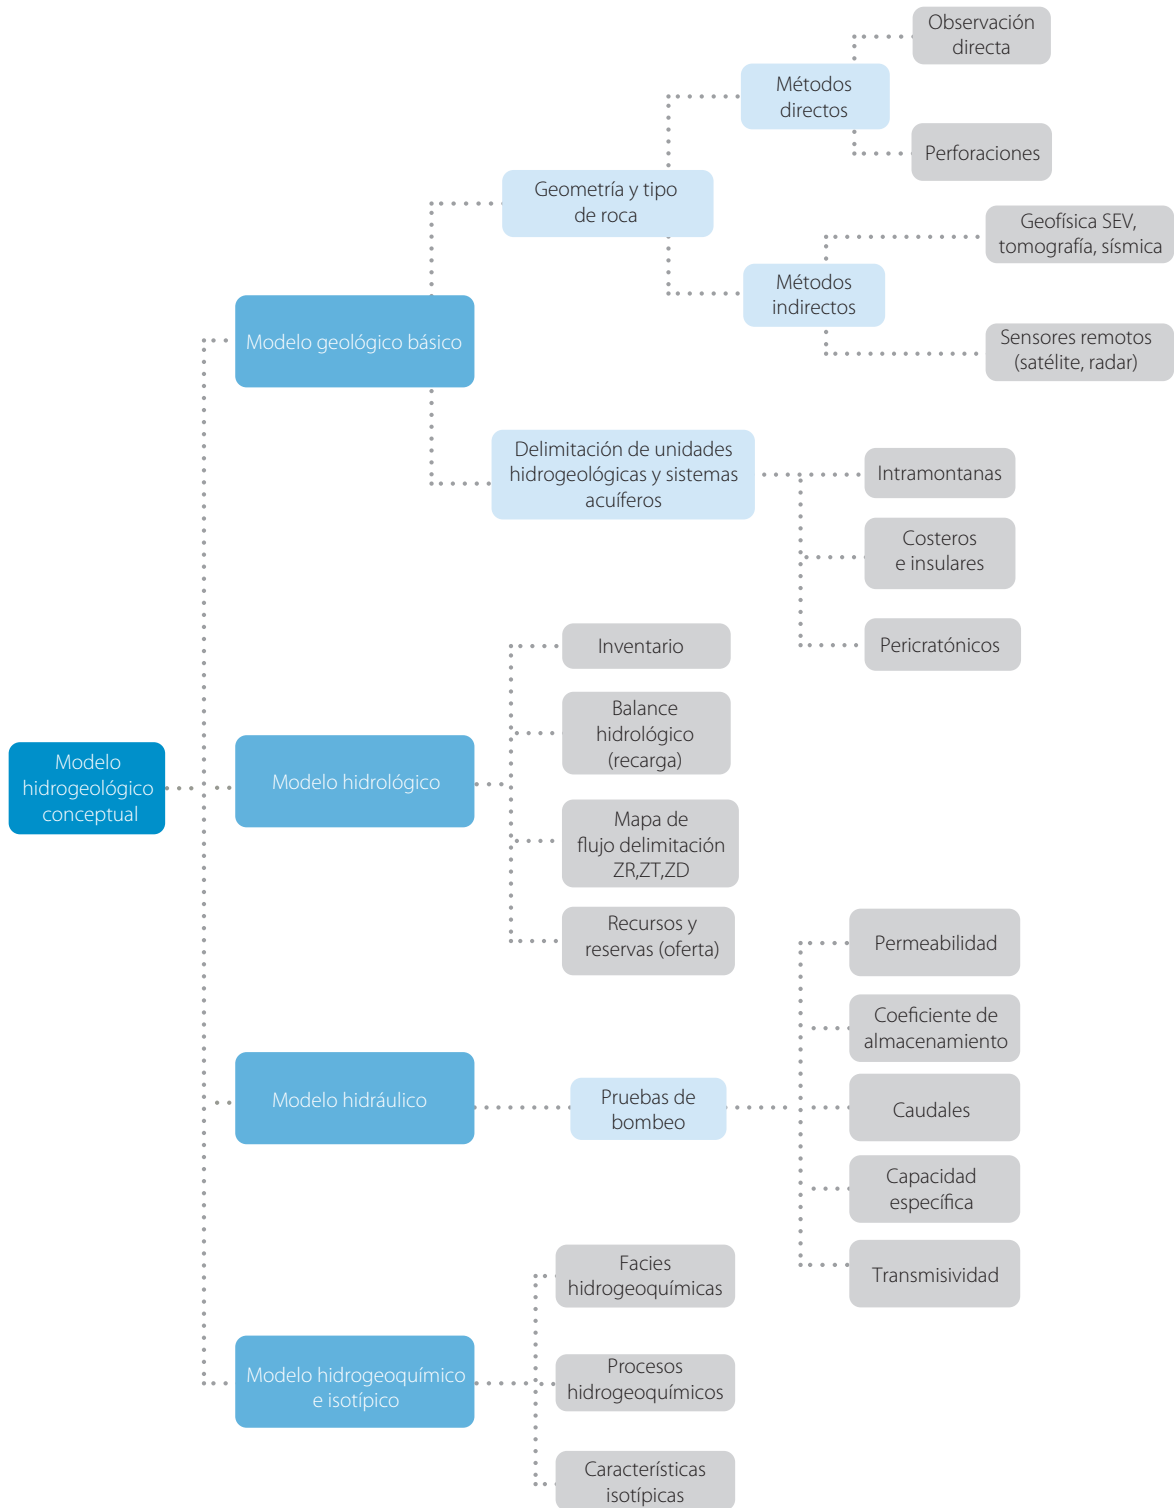 Observación
directa
Métodos
directos
Perforaciones
Geometría y tipo
de roca
Geofísica SEV,
tomografía, sísmica
Métodos
indirectos
Sensores remotos
(satélite, radar)
Modelo geológico básico
Delimitación de unidades
hidrogeológicas y sistemas
acuíferos
Intramontanas
Costeros
e insulares
Pericratónicos
Inventario
Balance
hidrológico
(recarga)
Modelo
hidrogeológico
conceptual
Modelo hidrológico
Mapa de
flujo delimitación
ZR,ZT,ZD
Recursos y
reservas (oferta)
Permeabilidad
Coeficiente de
almacenamiento
Modelo hidráulico
Pruebas de
bombeo
Caudales
Capacidad
específica
Transmisividad
Facies
hidrogeoquímicas
Modelo hidrogeoquímico
e isotípico
Procesos
hidrogeoquímicos
Características
isotípicas